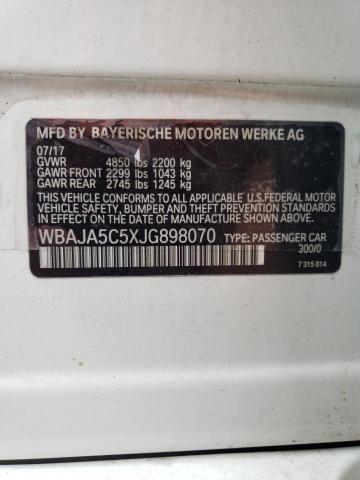 MFD BY BAYERISCHE MOTOREN WERKE AG
07/17
GVWR 4850 lbs 2200 kg
GAWR FRONT 2299 lbs 1043 kg
GAWR REAR 2745 lbs 1245 kg
THIS VEHICLE CONFORMS TO ALL APPLICABLE U.S.FEDERAL MOTOR
VEHICLE SAFETY, BUMPER, AND THEFT PREVENTION STANDARDS
IN EFFECT ON THE DATE OF MANUFACTURE SHOWN ABOVE.
WBAJA5C5XJG898070 TYPE: PASSENGER CAR
300/0
7 315 814